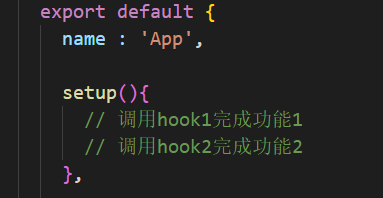 export default {
name : 'App',
setup(){
// 调用hook1完成功能1
// 调用hook2完成功能2
},